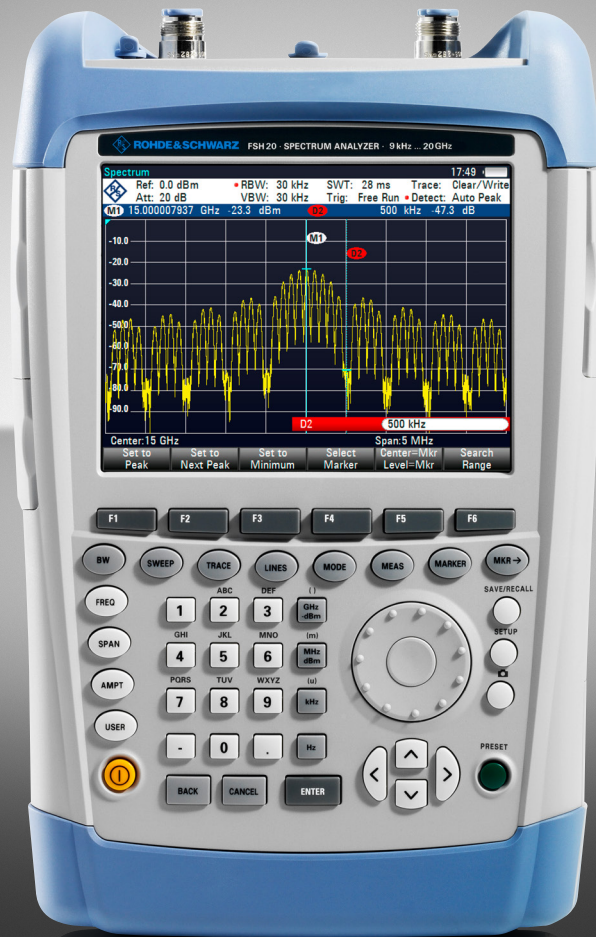 ROHDE&SCHWARZ FSH20 · SPECTRUM ANALYZER · 9 kHz ... 20 GHz
Spectrum 17:49
Ref: 0.0 dBm • RBW: 30 kHz SWT: 28 ms Trace: Clear/Write
Att: 20 dB VBW: 30 kHz Trig: Free Run • Detect: Auto Peak
M1 15.000007937 GHz -23.3 dBm D2 500 kHz -47.3 dB
M1
D2
-10.0
-20.0
-30.0
-40.0
-50.0
-60.0
-70.0
-80.0
-90.0
D2 500 kHz
Center:15 GHz Span:5 MHz
Set to Set to Set to Select Center=Mkr Search
Peak Next Peak Minimum Marker Level=Mkr Range
F1 F2 F3 F4 F5 F6
BW SWEEP TRACE LINES MODE MEAS MARKER MKR→
FREQ ABC DEF ( ) SAVE/RECALL
1 2 3 GHz
-dBm
SPAN GHI JKL MNO (m) SETUP
4 5 6 MHz
dBm
AMPT PQRS TUV WXYZ (u)
7 8 9 kHz
USER
- 0 . Hz
PRESET
BACK CANCEL ENTER